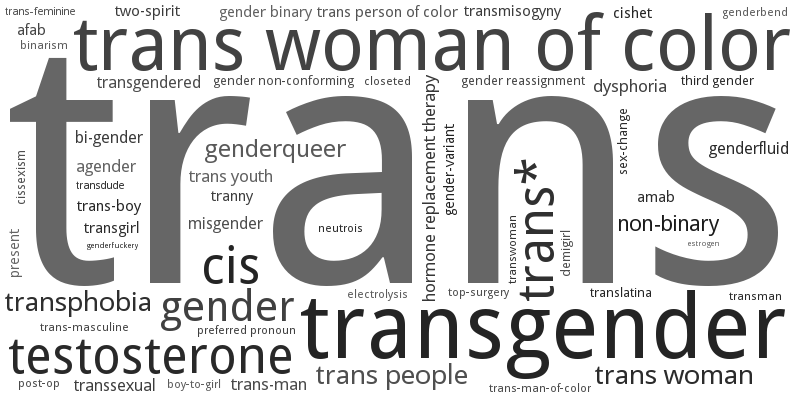 trans-feminine
two-spirit
gender binary
trans person of color
transmisogyny
cishet
genderbend
afab
binarism
trans woman of color
transgendered
gender non-conforming
closeted
gender reassignment
dysphoria
third gender
trans
bi-gender
genderqueer
hormone replacement therapy
gender-variant
sex-change
genderfluid
cissexism
agender
trans youth
transdude
tranny
trans*
amab
trans-boy
transgirl
misgender
neutrois
non-binary
genderfuckery
present
transwoman
demigirl
estrogen
cis
transphobia
gender
electrolysis
top-surgery
translatina
transman
trans-masculine
preferred pronoun
transgender
testosterone
post-op
transsexual
boy-to-girl
trans-man
trans people
trans-man-of-color
trans woman